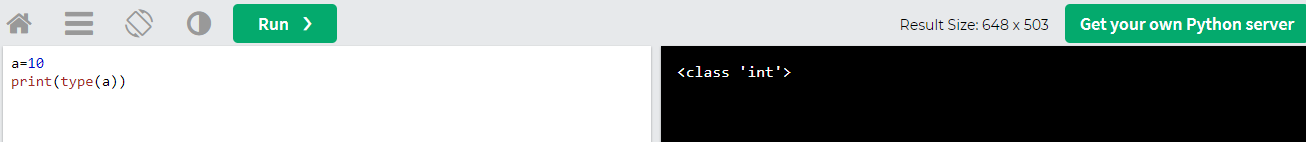 Run ❯
Result Size: 648 x 503
Get your own Python server
a=10
print(type(a))
<class 'int'>